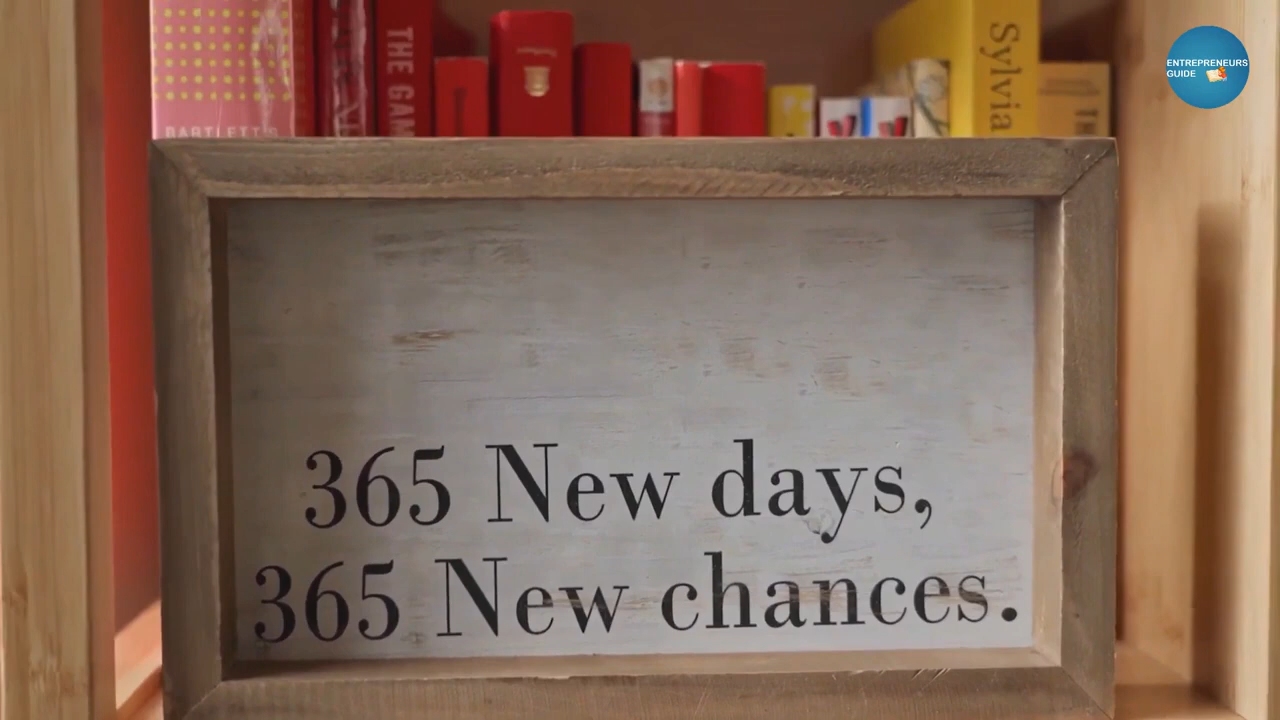 ENTREPRENEURS
GUIDE
THE GAM
Sylvia
BARTLETT'S
365 New days,
365 New chances.